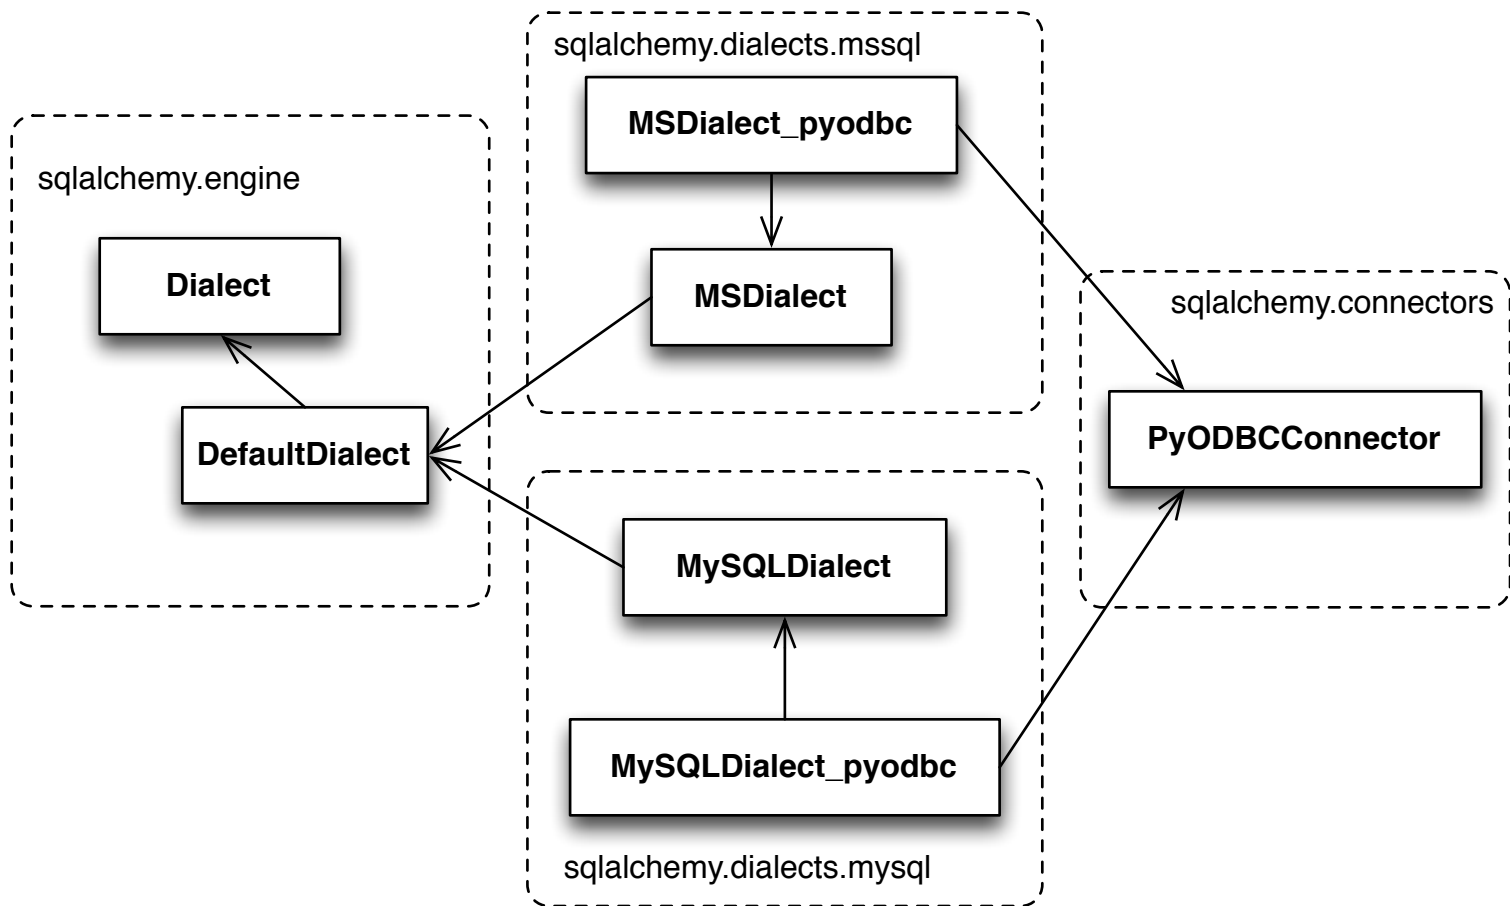 sqlalchemy.dialects.mssql
MSDialect_pyodbc
sqlalchemy.engine
Dialect
MSDialect
sqlalchemy.connectors
DefaultDialect
PyODBCConnector
MySQLDialect
MySQLDialect_pyodbc
sqlalchemy.dialects.mysql